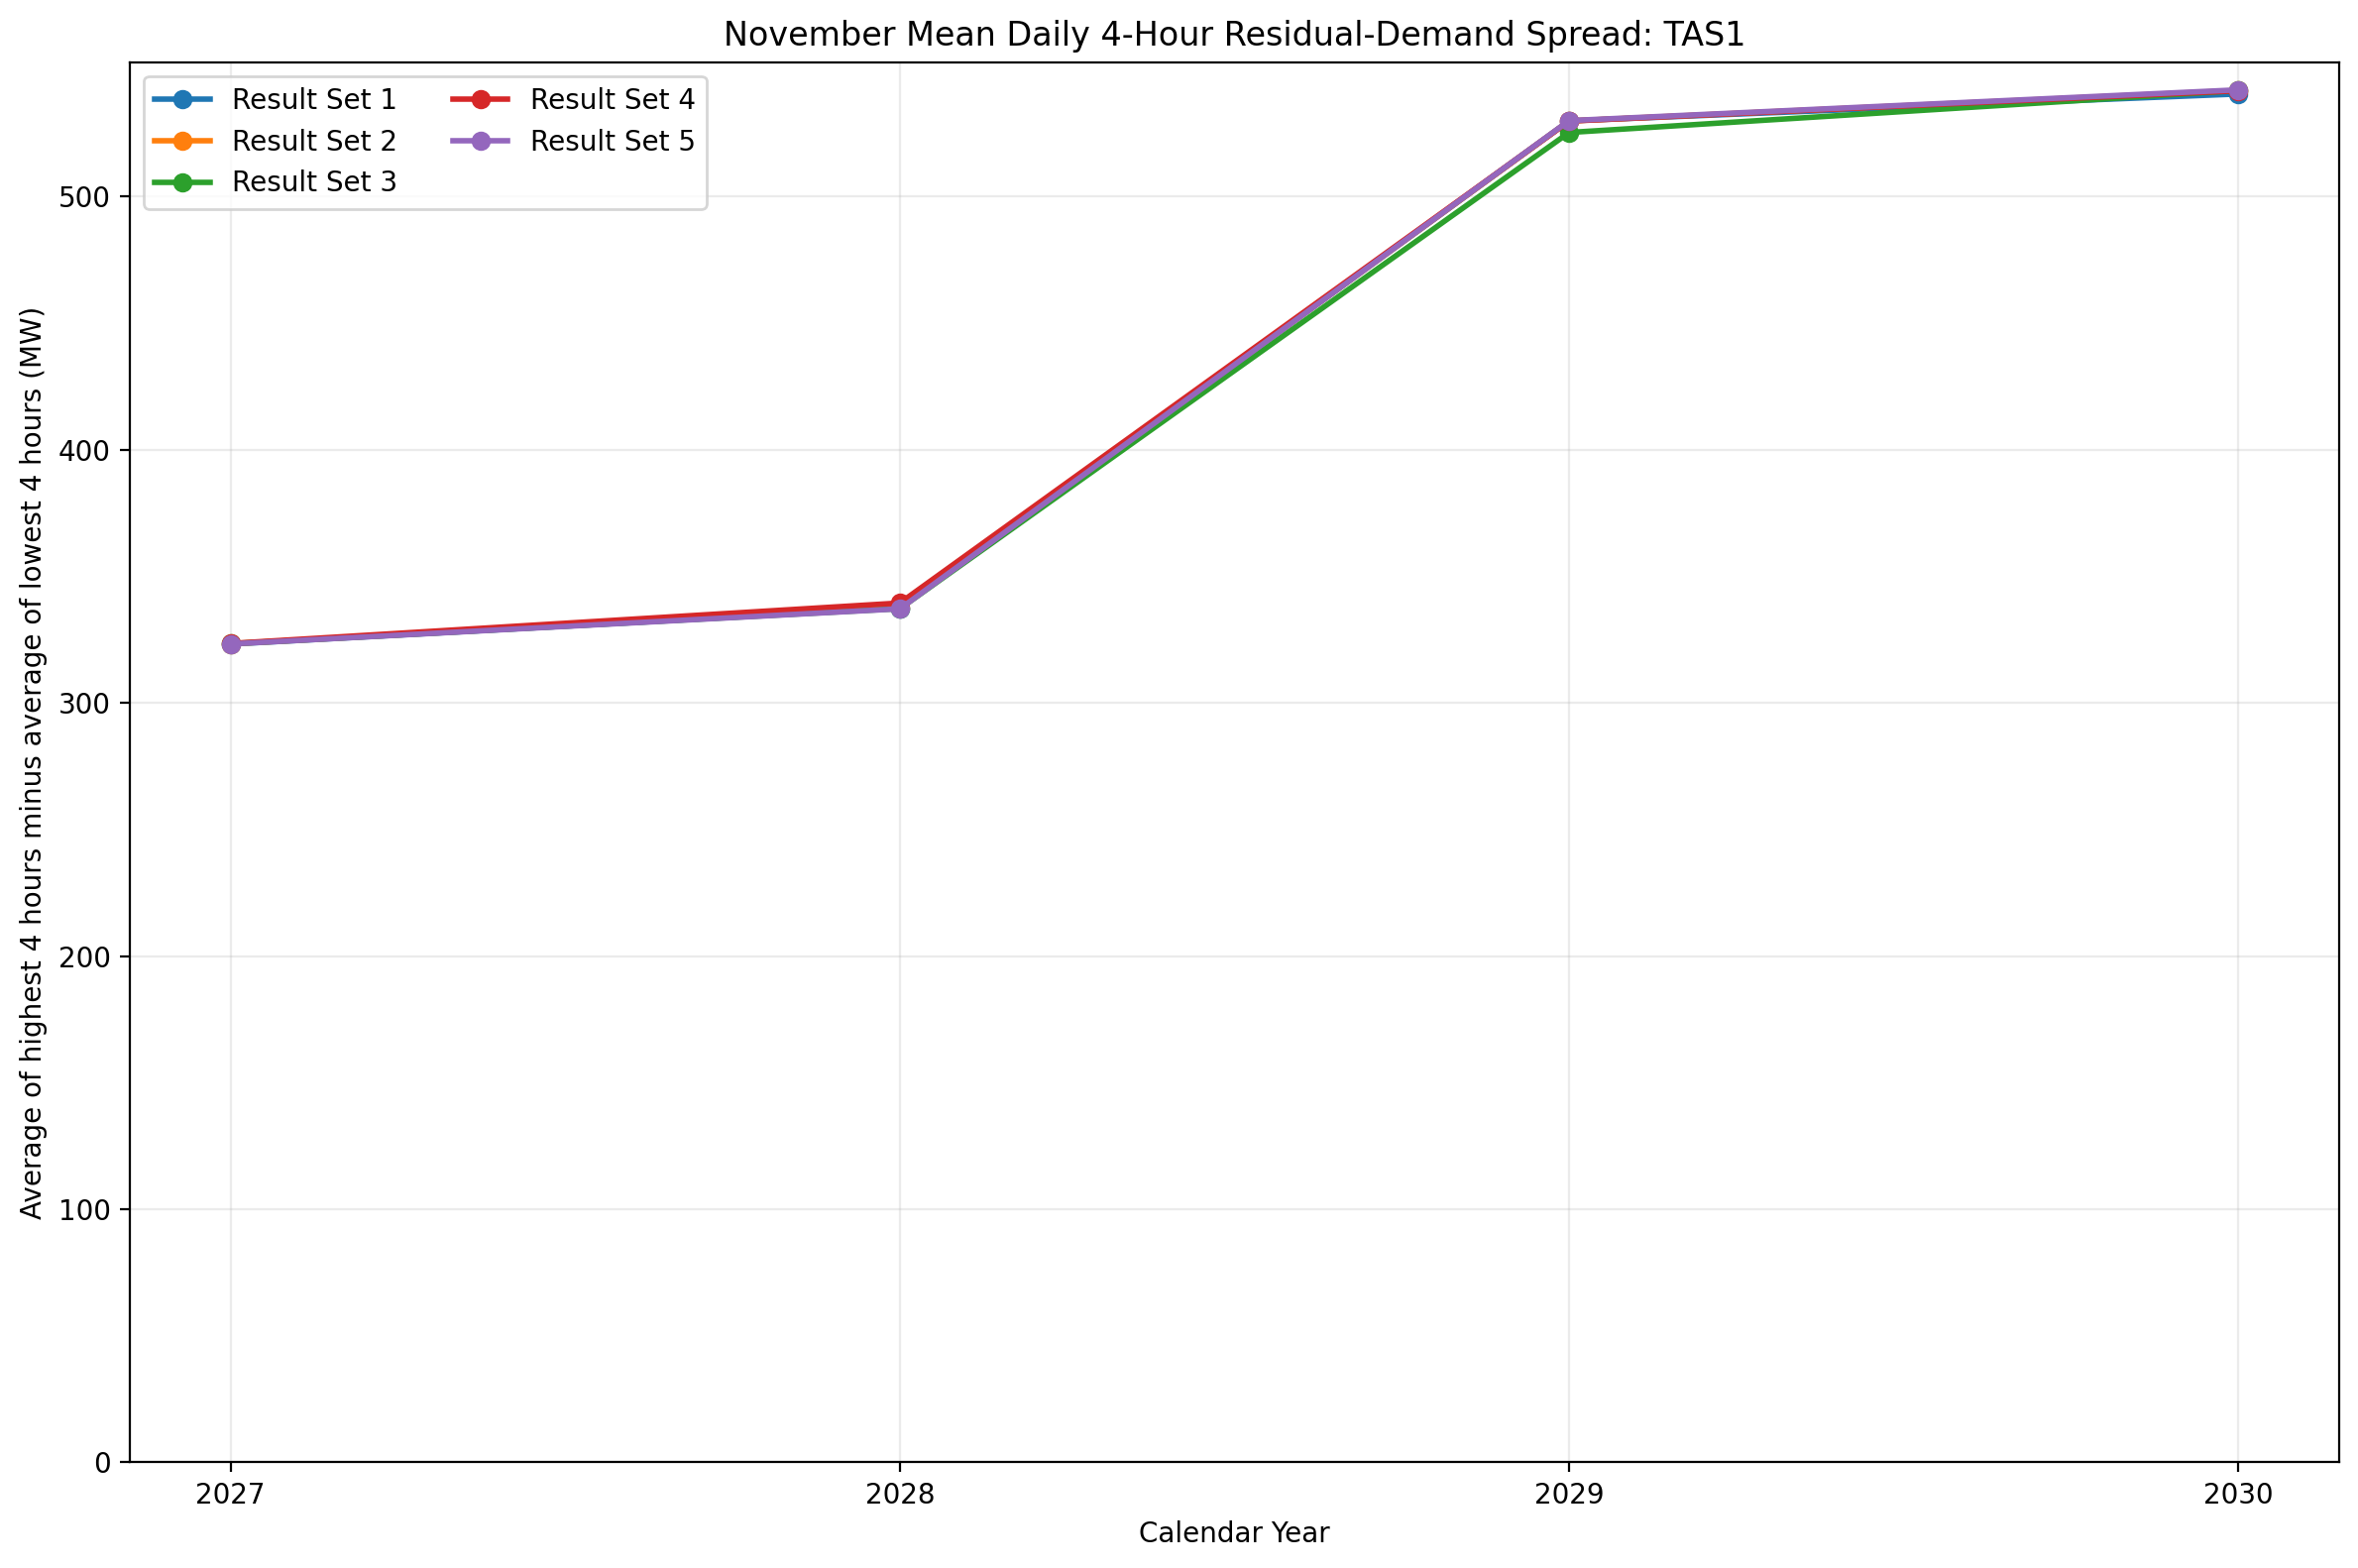 November Mean Daily 4-Hour Residual-Demand Spread: TAS1
Result Set 1
Result Set 2
Result Set 3
Result Set 4
Result Set 5
Average of highest 4 hours minus average of lowest 4 hours (MW)
500
400
300
200
100
0
2027
2028
2029
2030
Calendar Year